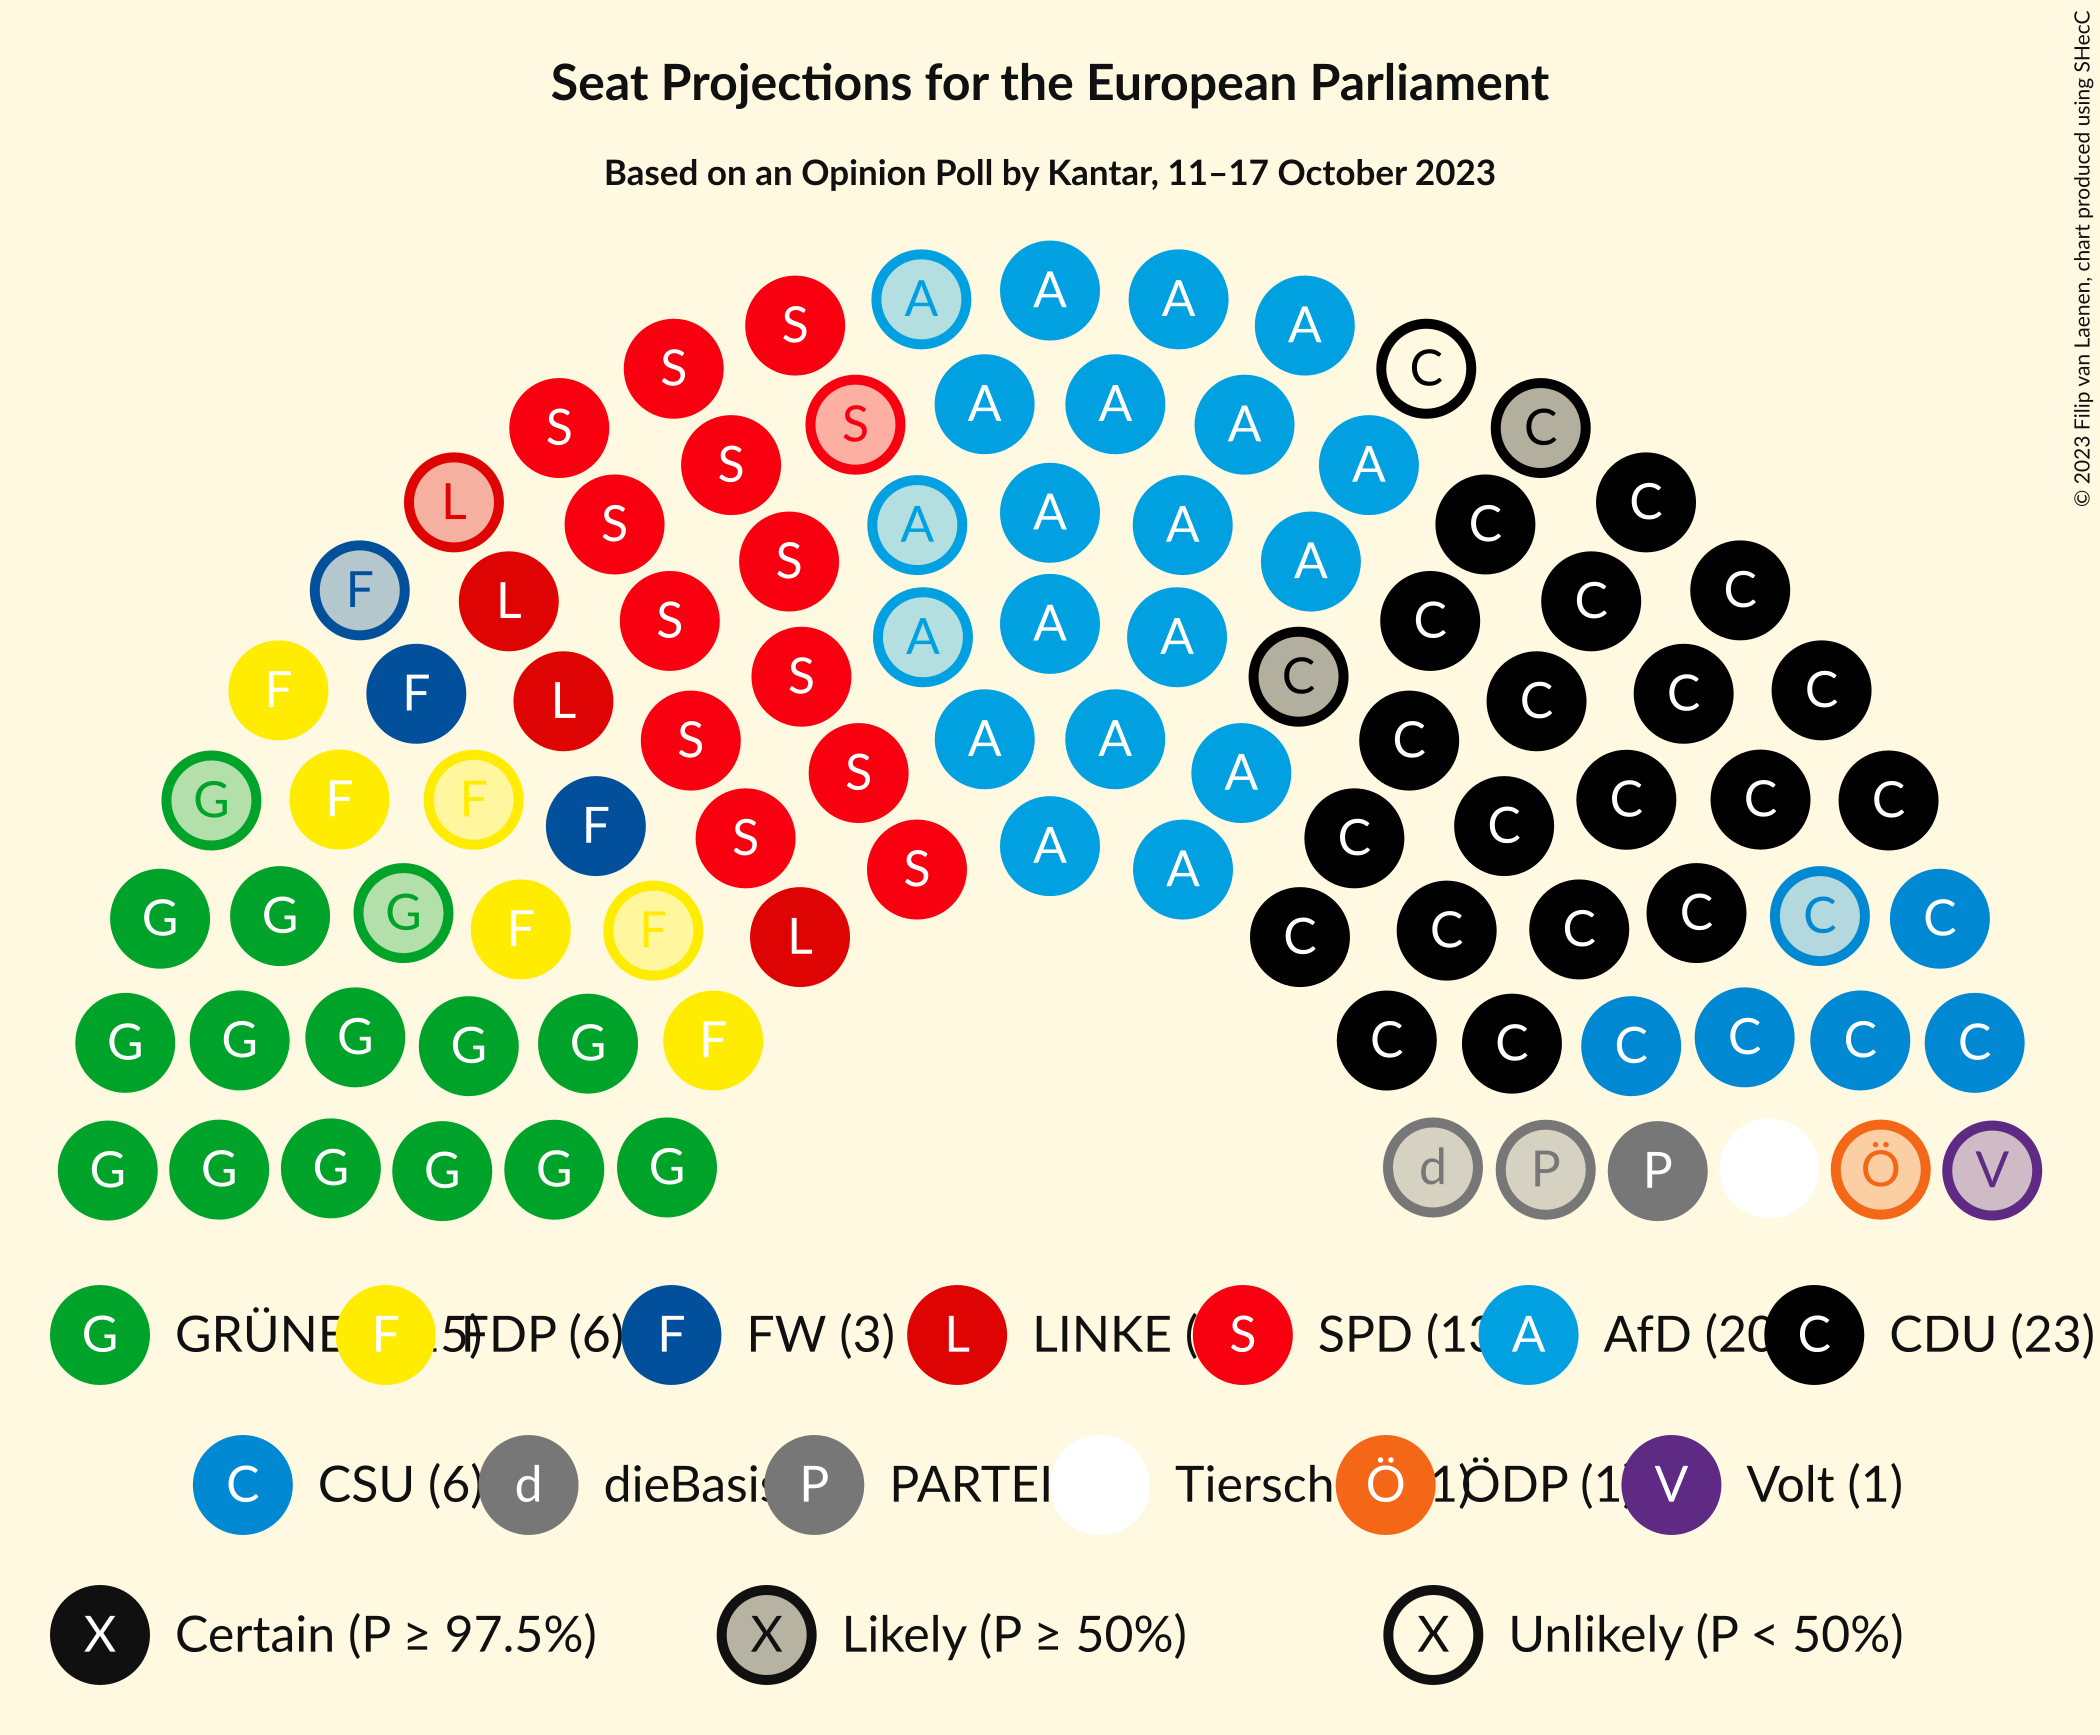 Seat Projections for the European Parliament
Based on an Opinion Poll by Kantar, 11–17 October 2023
© 2023 Filip van Laenen, chart produced using SHecC
A A A A
S S C
A A A A S C
S S A A A A C C
L S S A C C
F L S A A A C C C
F F L S S C C C C C
G F F F S S A A A C C C C C C
G G G F F L S A A C C C C C C
G G G G G F C C C C C C
G G G G G G d P P Ö V
G GRÜNE 5) F FDP (6) F FW (3) L LINKE ( S SPD (13 A AfD (20 C CDU (23)
C CSU (6) d dieBasis P PARTEI Tiersch 1) Ö ÖDP (1) V Volt (1)
X Certain (P ≥ 97.5%) X Likely (P ≥ 50%) X Unlikely (P < 50%)